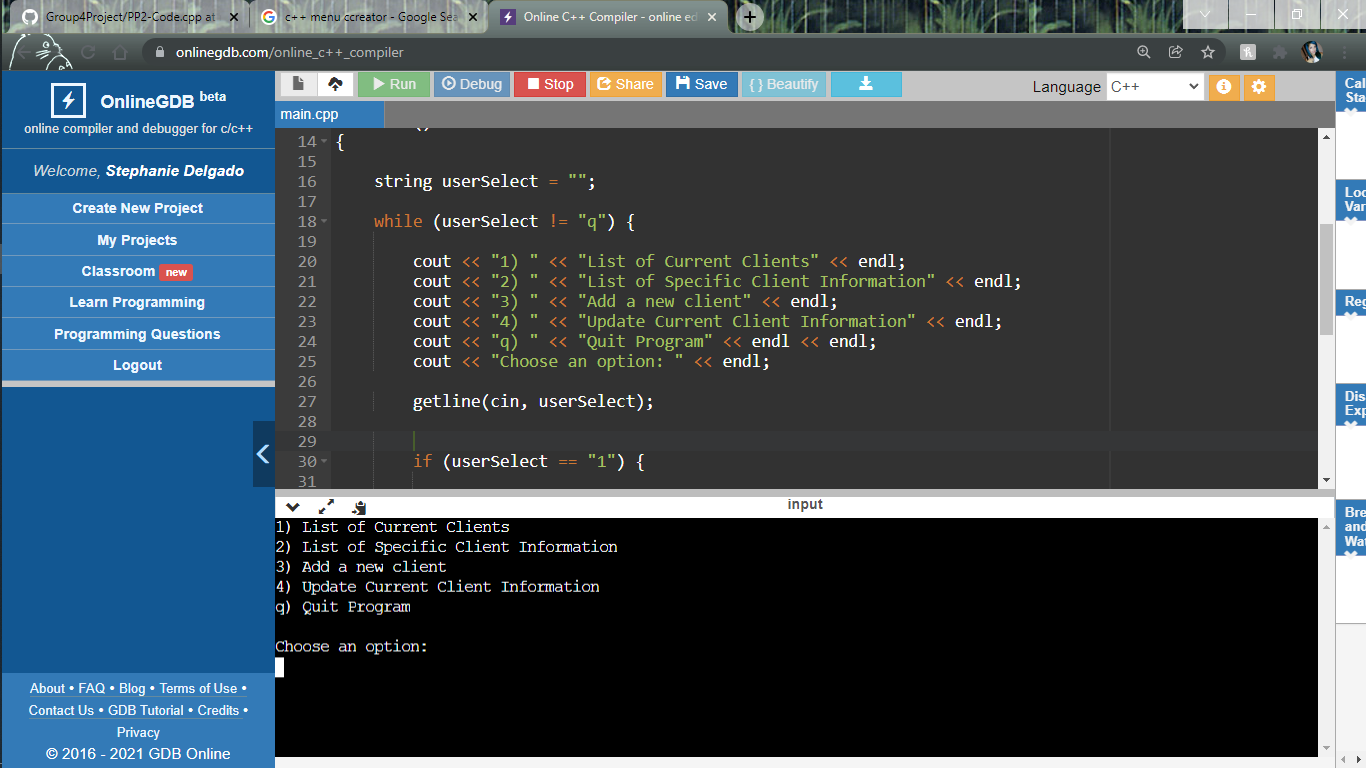 Group4Project/PP2-Code.cpp at
c++ menu ccreator - Google Sea
Online C++ Compiler - online ed
onlinegdb.com/online_c++_compiler
OnlineGDB beta
online compiler and debugger for c/c++
Welcome, Stephanie Delgado
Create New Project
My Projects
Classroom new
Learn Programming
Programming Questions
Logout
About • FAQ • Blog • Terms of Use •
Contact Us • GDB Tutorial • Credits •
Privacy
© 2016 - 2021 GDB Online
Run Debug Stop Share Save { } Beautify
Language C++
main.cpp
14 {
15
16 string userSelect = "";
17
18 while (userSelect != "q") {
19
20 cout << "1) " << "List of Current Clients" << endl;
21 cout << "2) " << "List of Specific Client Information" << endl;
22 cout << "3) " << "Add a new client" << endl;
23 cout << "4) " << "Update Current Client Information" << endl;
24 cout << "q) " << "Quit Program" << endl << endl;
25 cout << "Choose an option: " << endl;
26
27 getline(cin, userSelect);
28
29
30 if (userSelect == "1") {
31
input
1) List of Current Clients
2) List of Specific Client Information
3) Add a new client
4) Update Current Client Information
q) Quit Program
Choose an option:
Cal
Sta
Loc
Var
Reg
Dis
Exp
Bre
and
Wat